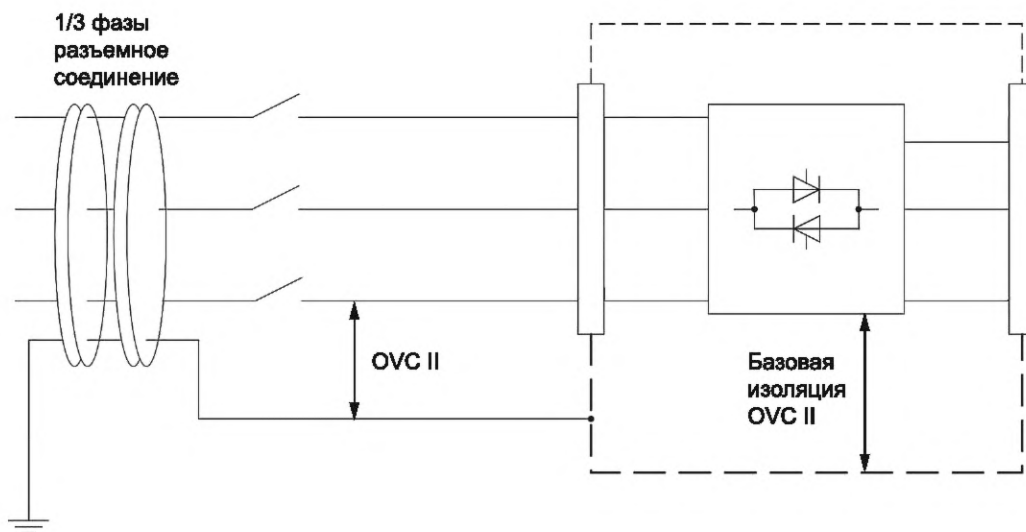 1/3 фазы
разъемное
соединение
OVC II
Базовая
изоляция
OVC II